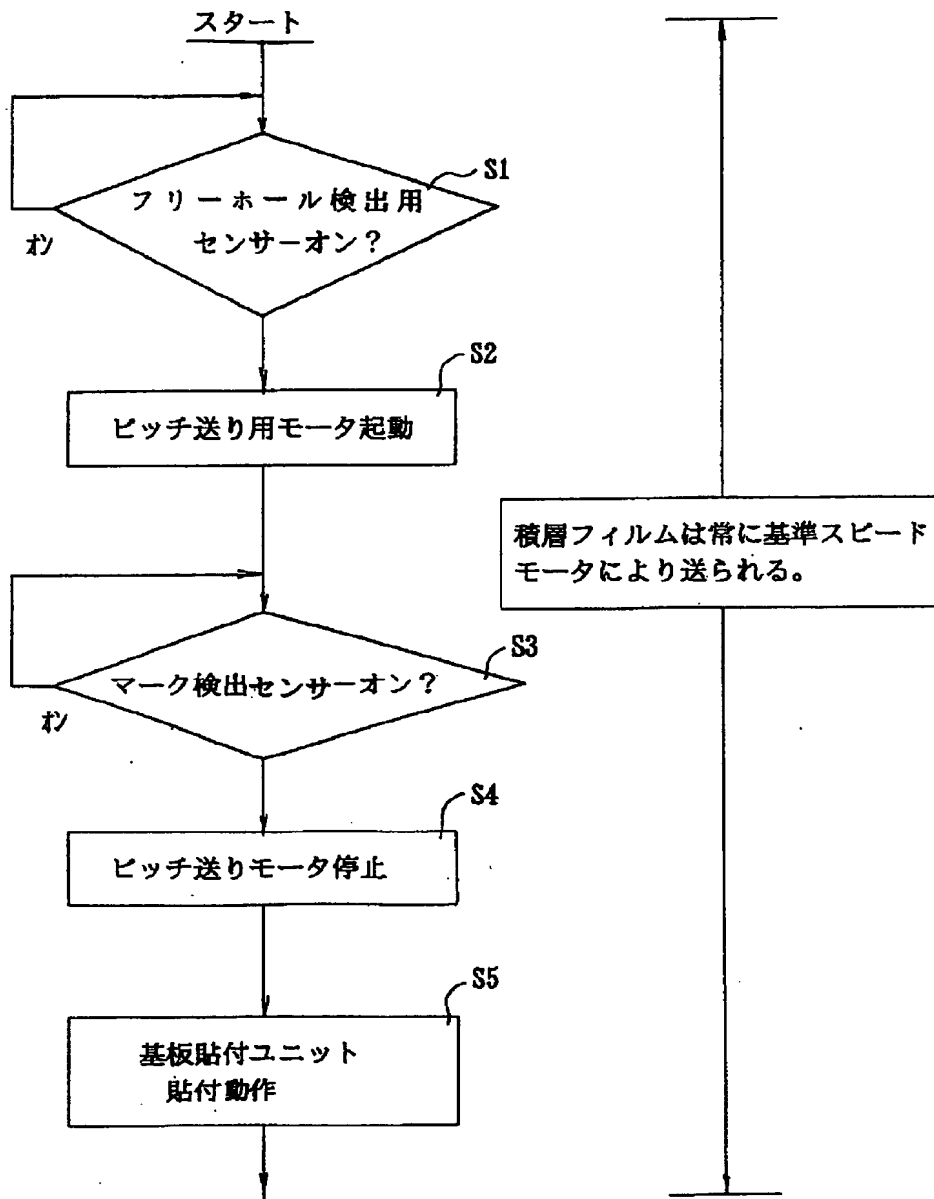 スタート
S1
フリーホール検出用
センサーオン?
オン
S2
ピッチ送り用モータ起動
積層フィルムは常に基準スピード
モータにより送られる。
S3
マーク検出センサーオン?
オン
S4
ピッチ送りモータ停止
S5
基板貼付ユニット
貼付動作